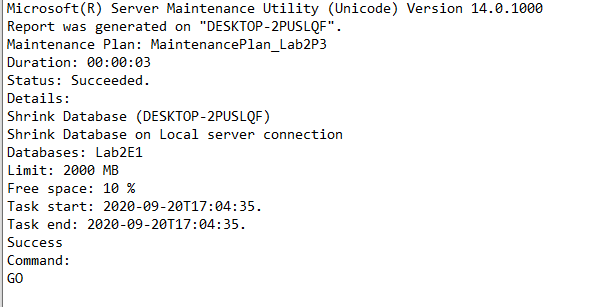 Microsoft(R) Server Maintenance Utility (Unicode) Version 14.0.1000
Report was generated on "DESKTOP-2PUSLQF".
Maintenance Plan: MaintenancePlan_Lab2P3
Duration: 00:00:03
Status: Succeeded.
Details:
Shrink Database (DESKTOP-2PUSLQF)
Shrink Database on Local server connection
Databases: Lab2E1
Limit: 2000 MB
Free space: 10 %
Task start: 2020-09-20T17:04:35.
Task end: 2020-09-20T17:04:35.
Success
Command:
GO